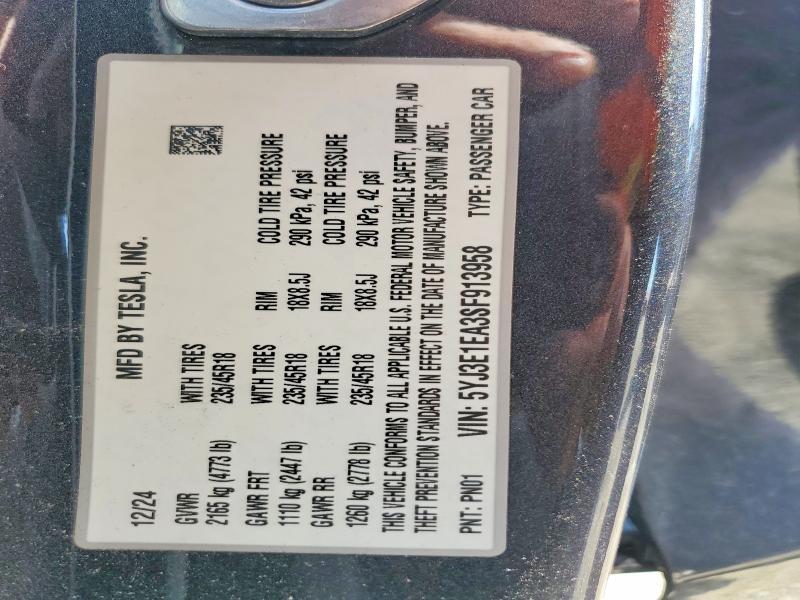 MFD BY TESLA, INC.
12/24
GVWR
2165 kg (4773 lb)
WITH TIRES
235/45R18
GAWR FRT WITH TIRES RIM COLD TIRE PRESSURE
1110 kg (2447 lb) 235/45R18 18X8.5J 290 kPa, 42 psi
GAWR RR WITH TIRES RIM COLD TIRE PRESSURE
1260 kg (2778 lb) 235/45R18 18X8.5J 290 kPa, 42 psi
THIS VEHICLE CONFORMS TO ALL APPLICABLE U.S. FEDERAL MOTOR VEHICLE SAFETY, BUMPER, AND
THEFT PREVENTION STANDARDS IN EFFECT ON THE DATE OF MANUFACTURE SHOWN ABOVE.
PNT: PN01 VIN: 5YJ3E1EA3SF913958 TYPE: PASSENGER CAR